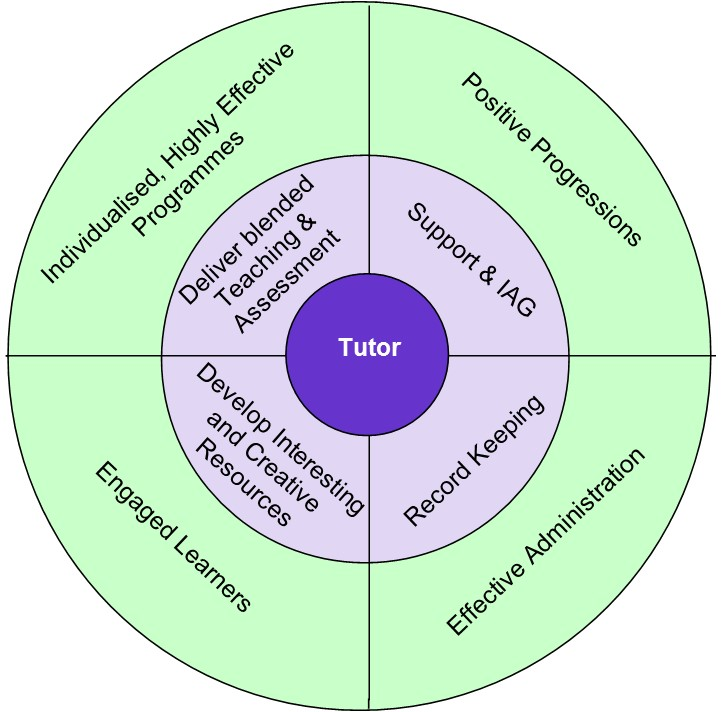 Individualised, Highly Effective
Programmes
Positive Progressions
Deliver blended
Teaching &
Assessment
Support & IAG
Tutor
Develop Interesting
and Creative
Resources
Record Keeping
Engaged Learners
Effective Administration